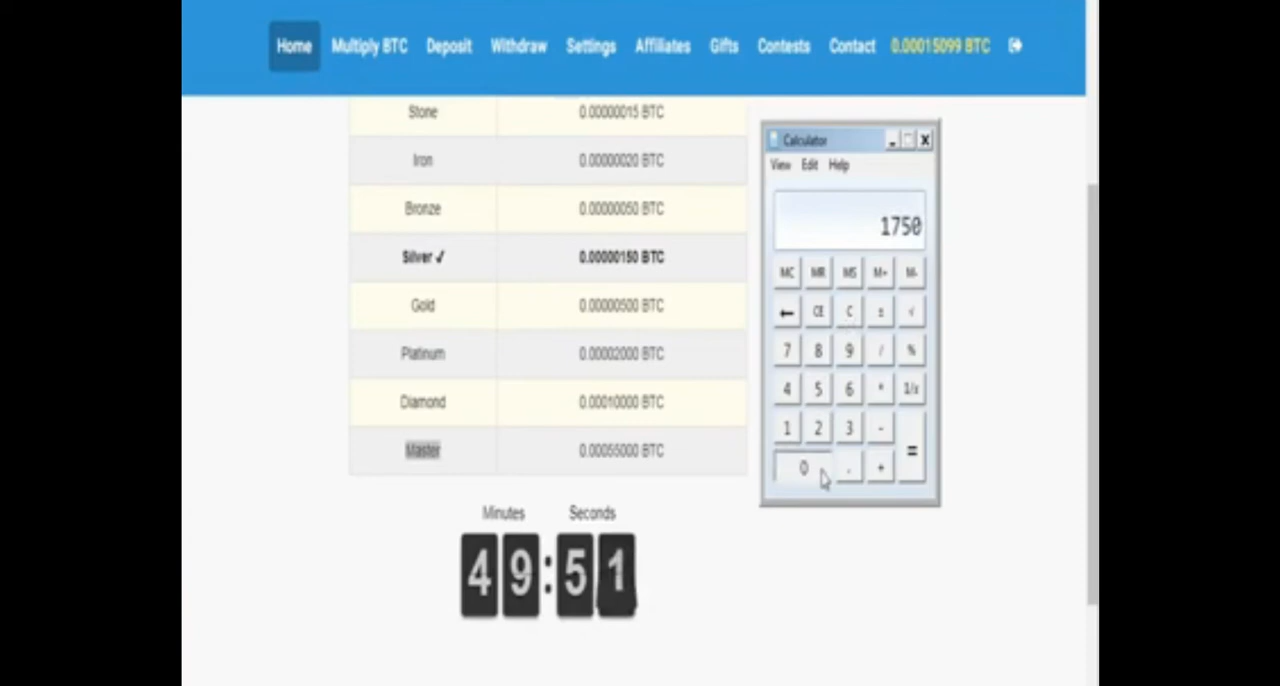 Home Multiply BTC Deposit Withdraw Settings Affiliates Gifts Contests Contact 0.00015099 BTC
Stone 0.00000015 BTC
Iron 0.00000020 BTC
Bronze 0.00000050 BTC
Silver ✓ 0.00000150 BTC
Gold 0.00000500 BTC
Platinum 0.00002000 BTC
Diamond 0.00010000 BTC
Master 0.00055000 BTC
Minutes Seconds
49:51
Calculator
View Edit Help
1750
MC MR MS M+ M-
← CE C ± √
7 8 9 / %
4 5 6 * 1/x
1 2 3 - =
0 . +